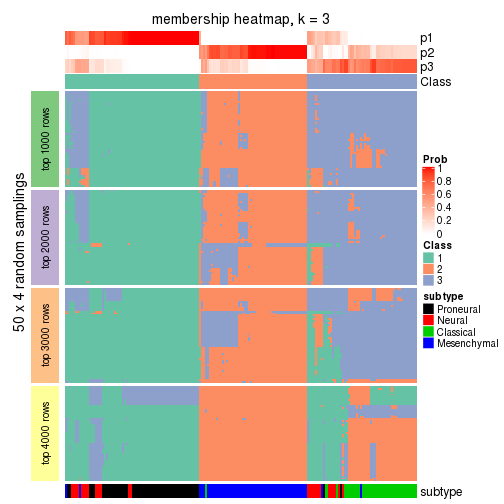 membership heatmap, k = 3
p1
p2
p3
Class
50 x 4 random samplings
top 1000 rows
top 2000 rows
top 3000 rows
top 4000 rows
Prob
1
0.8
0.6
0.4
0.2
0
Class
1
2
3
subtype
Proneural
Neural
Classical
Mesenchymal
subtype